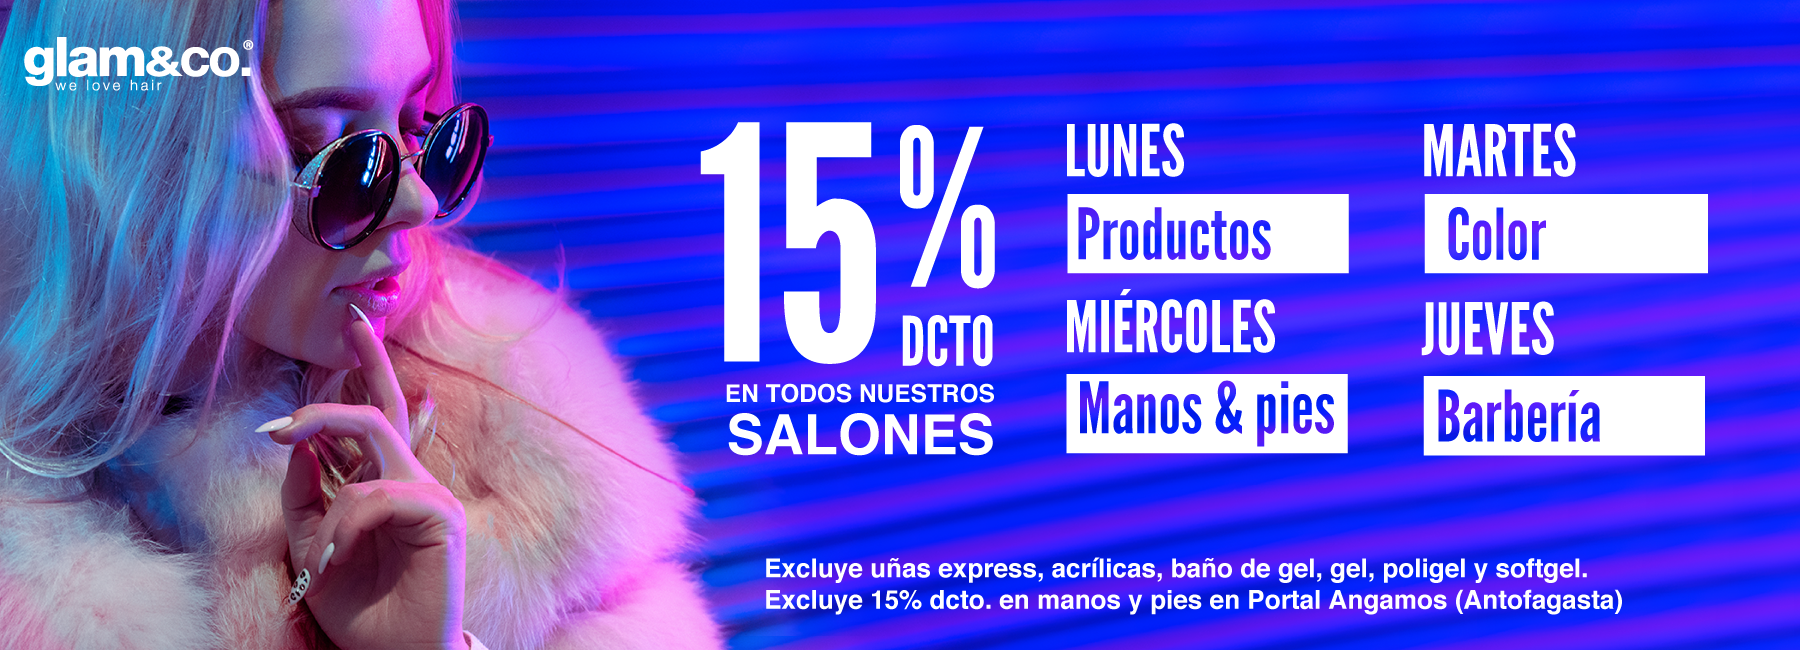 glam&co.®
we love hair
15% DCTO
EN TODOS NUESTROS
SALONES
LUNES
Productos
MARTES
Color
MIÉRCOLES
Manos & pies
JUEVES
Barbería
Excluye uñas express, acrílicas, baño de gel, gel, poligel y softgel.
Excluye 15% dcto. en manos y pies en Portal Angamos (Antofagasta)